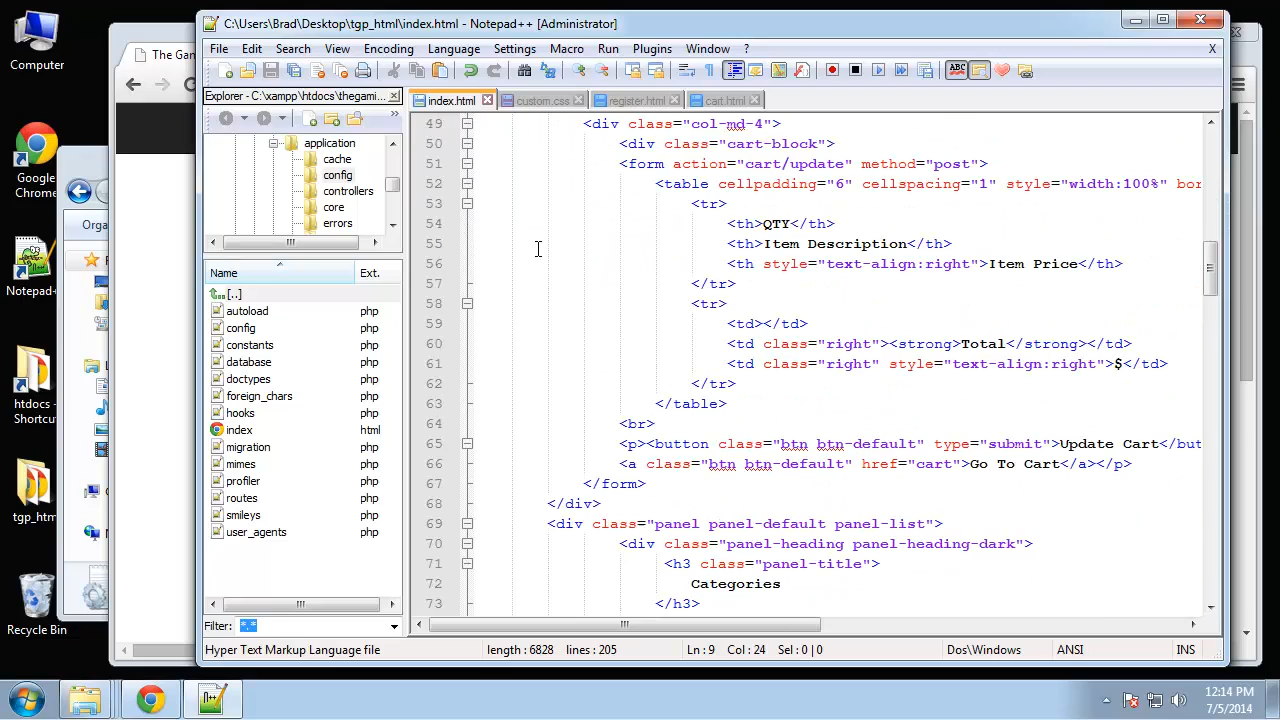 Computer
Google
Chrome
Notepad+
htdocs -
Shortcut
tgp_html
Recycle Bin
The Gan
Orga
C:\Users\Brad\Desktop\tgp_html\index.html - Notepad++ [Administrator]
File Edit Search View Encoding Language Settings Macro Run Plugins Window ? X
ABC
Explorer - C:\xampp\htdocs\thegami...
application
cache
config
controllers
core
errors
Name Ext.
[..]
autoload php
config php
constants php
database php
doctypes php
foreign_chars php
hooks php
index html
migration php
mimes php
profiler php
routes php
smileys php
user_agents php
Filter: *.*
index.html custom.css register.html cart.html
49 <div class="col-md-4">
50 <div class="cart-block">
51 <form action="cart/update" method="post">
52 <table cellpadding="6" cellspacing="1" style="width:100%" bor
53 <tr>
54 <th>QTY</th>
55 <th>Item Description</th>
56 <th style="text-align:right">Item Price</th>
57 </tr>
58 <tr>
59 <td></td>
60 <td class="right"><strong>Total</strong></td>
61 <td class="right" style="text-align:right">$</td>
62 </tr>
63 </table>
64 <br>
65 <p><button class="btn btn-default" type="submit">Update Cart</but
66 <a class="btn btn-default" href="cart">Go To Cart</a></p>
67 </form>
68 </div>
69 <div class="panel panel-default panel-list">
70 <div class="panel-heading panel-heading-dark">
71 <h3 class="panel-title">
72 Categories
73 </h3>
Hyper Text Markup Language file length : 6828 lines : 205 Ln : 9 Col : 24 Sel : 0 | 0 Dos\Windows ANSI INS
12:14 PM
7/5/2014